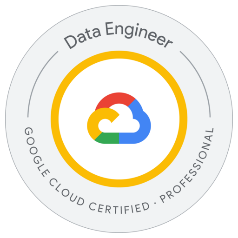 Data Engineer
GOOGLE CLOUD CERTIFIED · PROFESSIONAL